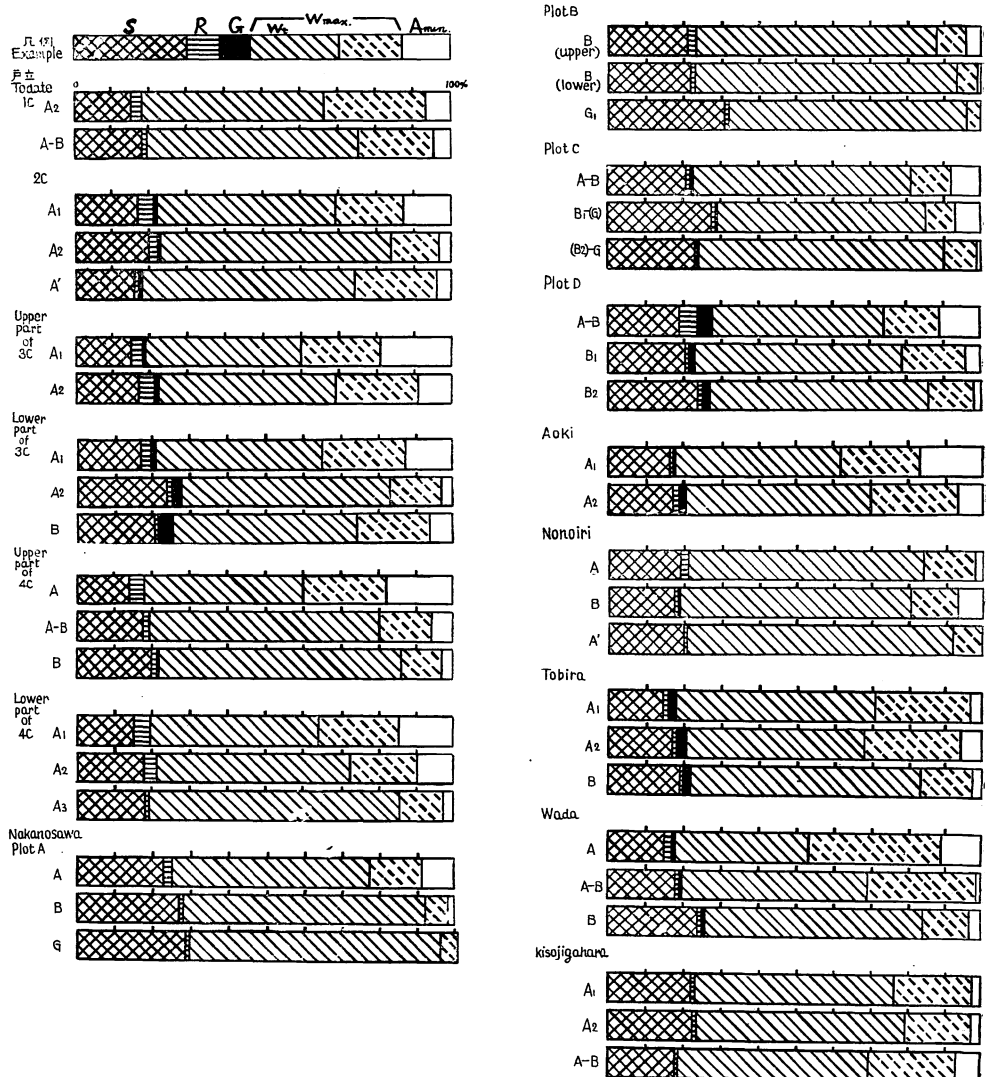 S R G Wt Wmax. Amin.
凡例
Example
戸立
Todate
0 100%
1C A2
A-B
2C
A1
A2
A'
Upper
part
of
3C A1
A2
Lower
part
of
3C A1
A2
B
Upper
part
of
4C A
A-B
B
Lower
part
of
4C A1
A2
A3
Nakanosawa
Plot A
A
B
G
Plot B
B
(upper)
B
(lower)
G1
Plot C
A-B
B1-(G)
(B2)-G
Plot D
A-B
B1
B2
Aoki
A1
A2
Nonoiri
A
B
A'
Tobira
A1
A2
B
Wada
A
A-B
B
kisojigahara
A1
A2
A-B